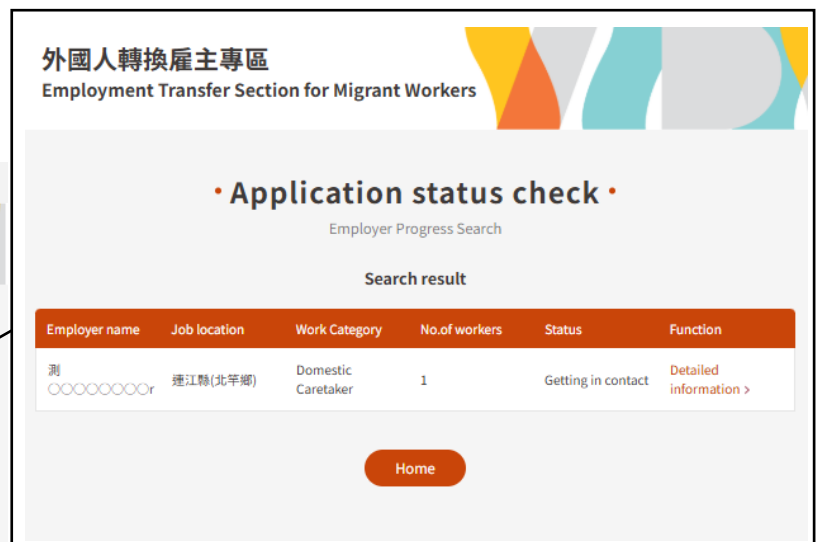 外國人轉換雇主專區
Employment Transfer Section for Migrant Workers
• Application status check •
Employer Progress Search
Search result
Employer name Job location Work Category No.of workers Status Function
測
○○○○○○○○r 連江縣(北竿鄉) Domestic Caretaker 1 Getting in contact Detailed information >
Home